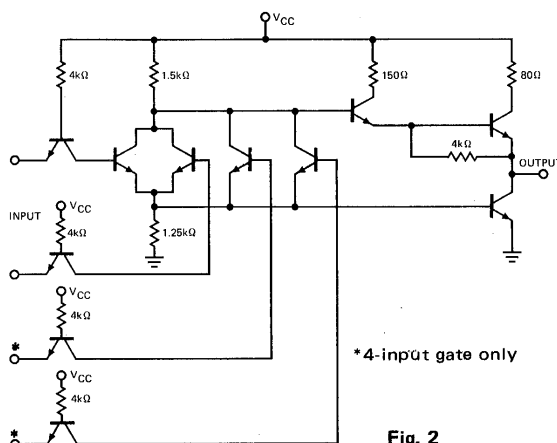 VCC
4kΩ
1.5kΩ
150Ω
80Ω
4kΩ
OUTPUT
INPUT
VCC
4kΩ
1.25kΩ
VCC
4kΩ
*
*4-input gate only
VCC
4kΩ
*
Fig. 2